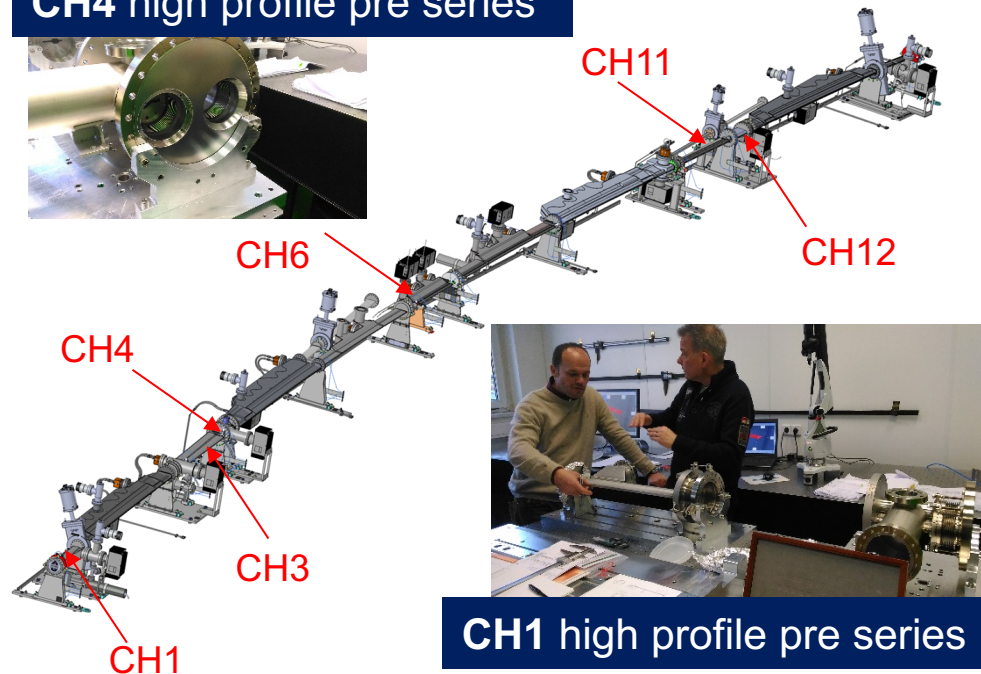 CH4 high profile pre series
CH11
CH12
CH6
CH4
CH3
CH1
CH1 high profile pre series